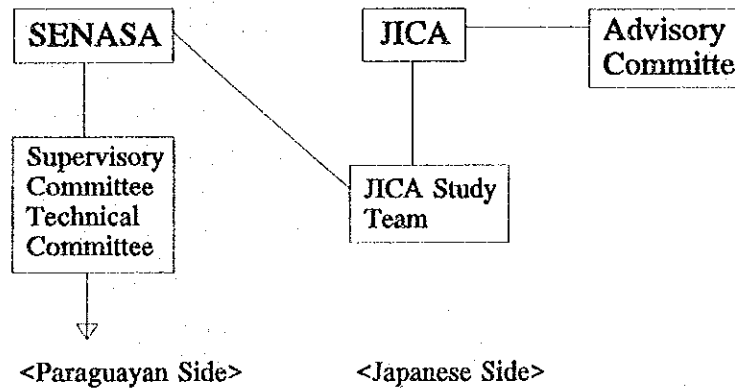 SENASA
JICA
Advisory
Committe
Supervisory
Committee
Technical
Committee
JICA Study
Team
<Paraguayan Side>
<Japanese Side>